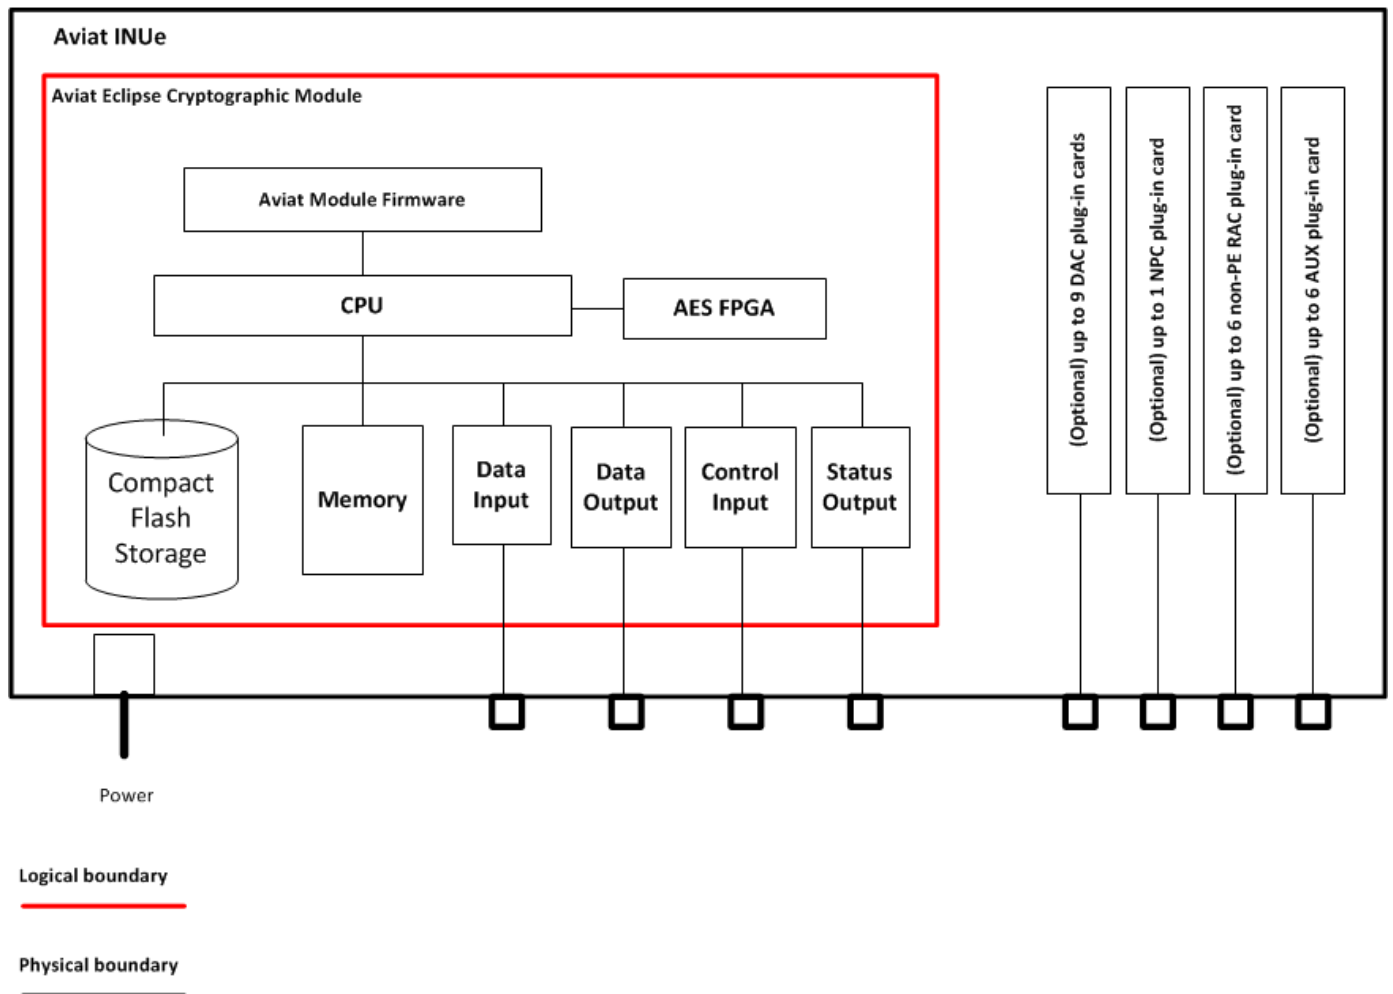 Aviat INUe
Aviat Eclipse Cryptographic Module
Aviat Module Firmware
CPU
AES FPGA
Compact
Flash
Storage
Memory
Data
Input
Data
Output
Control
Input
Status
Output
(Optional) up to 9 DAC plug-in cards
(Optional) up to 1 NPC plug-in card
(Optional) up to 6 non-PE RAC plug-in card
(Optional) up to 6 AUX plug-in card
Power
Logical boundary
Physical boundary